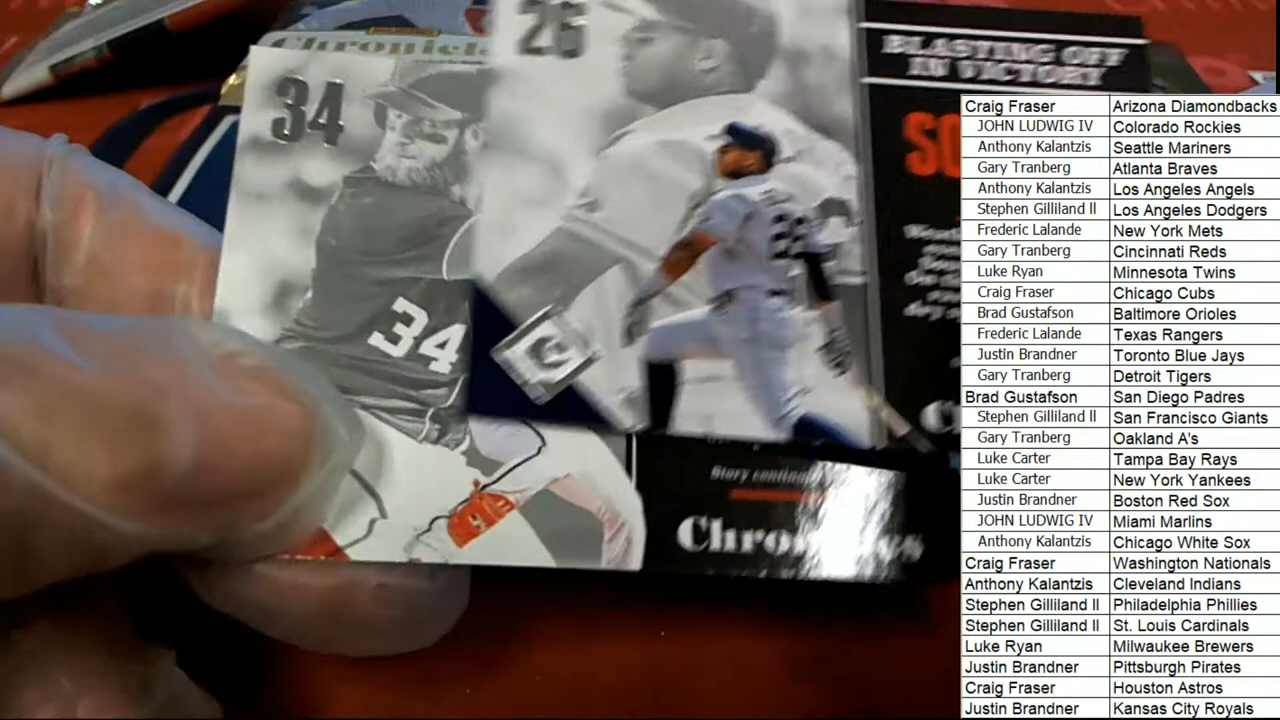 Chronicles
26
BLASTING OFF
IN VICTORY
34
34
28
Story
Chronicles
Craig Fraser Arizona Diamondbacks
JOHN LUDWIG IV Colorado Rockies
Anthony Kalantzis Seattle Mariners
Gary Tranberg Atlanta Braves
Anthony Kalantzis Los Angeles Angels
Stephen Gilliland II Los Angeles Dodgers
Frederic Lalande New York Mets
Gary Tranberg Cincinnati Reds
Luke Ryan Minnesota Twins
Craig Fraser Chicago Cubs
Brad Gustafson Baltimore Orioles
Frederic Lalande Texas Rangers
Justin Brandner Toronto Blue Jays
Gary Tranberg Detroit Tigers
Brad Gustafson San Diego Padres
Stephen Gilliland II San Francisco Giants
Gary Tranberg Oakland A's
Luke Carter Tampa Bay Rays
Luke Carter New York Yankees
Justin Brandner Boston Red Sox
JOHN LUDWIG IV Miami Marlins
Anthony Kalantzis Chicago White Sox
Craig Fraser Washington Nationals
Anthony Kalantzis Cleveland Indians
Stephen Gilliland II Philadelphia Phillies
Stephen Gilliland II St. Louis Cardinals
Luke Ryan Milwaukee Brewers
Justin Brandner Pittsburgh Pirates
Craig Fraser Houston Astros
Justin Brandner Kansas City Royals